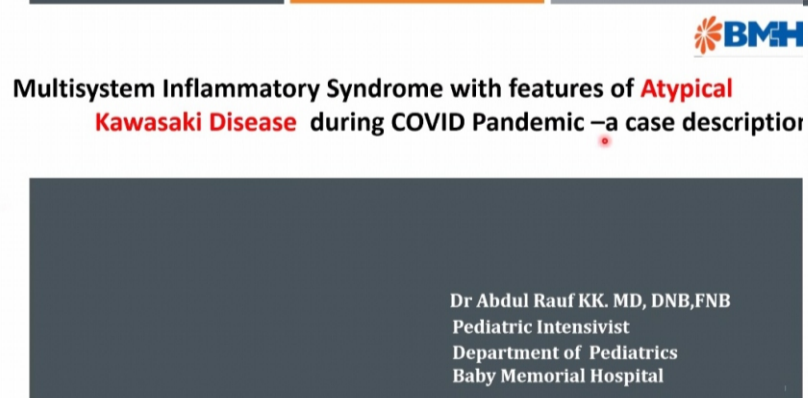 BMH
Multisystem Inflammatory Syndrome with features of Atypical
Kawasaki Disease during COVID Pandemic –a case description
Dr Abdul Rauf KK. MD, DNB,FNB
Pediatric Intensivist
Department of Pediatrics
Baby Memorial Hospital
1